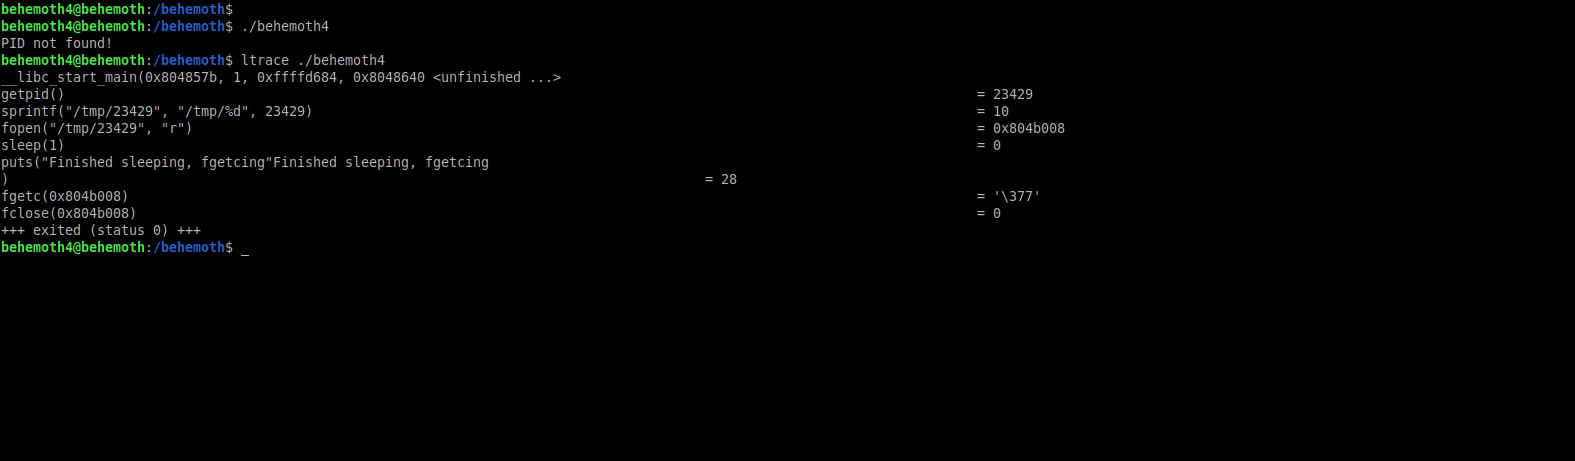 behemoth4@behemoth:/behemoth$
behemoth4@behemoth:/behemoth$ ./behemoth4
PID not found!
behemoth4@behemoth:/behemoth$ ltrace ./behemoth4
__libc_start_main(0x804857b, 1, 0xffffd684, 0x8048640 <unfinished ...>
getpid() = 23429
sprintf("/tmp/23429", "/tmp/%d", 23429) = 10
fopen("/tmp/23429", "r") = 0x804b008
sleep(1) = 0
puts("Finished sleeping, fgetcing"Finished sleeping, fgetcing
) = 28
fgetc(0x804b008) = '\377'
fclose(0x804b008) = 0
+++ exited (status 0) +++
behemoth4@behemoth:/behemoth$ _